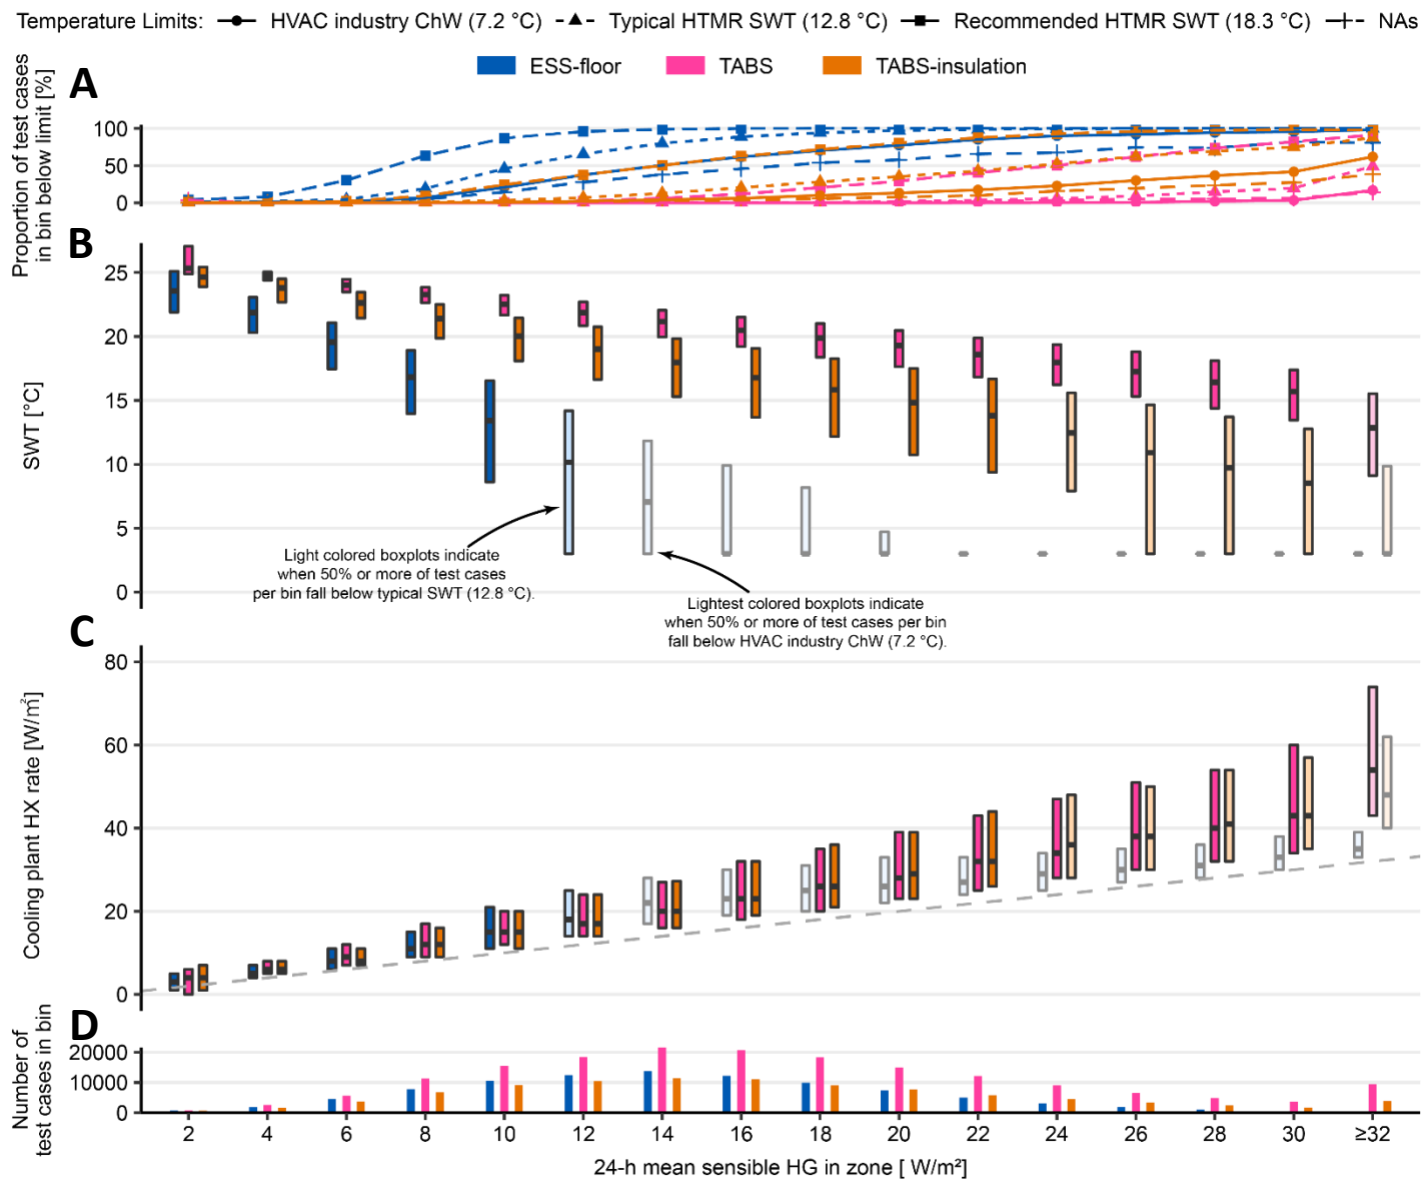 Temperature Limits: HVAC industry ChW (7.2 °C) Typical HTMR SWT (12.8 °C) Recommended HTMR SWT (18.3 °C) NAs
ESS-floor TABS TABS-insulation
A
Proportion of test cases
in bin below limit [%]
100
50
0
B
SWT [°C]
25
20
15
10
5
0
Light colored boxplots indicate
when 50% or more of test cases
per bin fall below typical SWT (12.8 °C).
Lightest colored boxplots indicate
when 50% or more of test cases per bin
fall below HVAC industry ChW (7.2 °C).
C
Cooling plant HX rate [W/m²]
80
60
40
20
0
D
Number of
test cases in bin
20000
10000
0
2 4 6 8 10 12 14 16 18 20 22 24 26 28 30 ≥32
24-h mean sensible HG in zone [ W/m²]